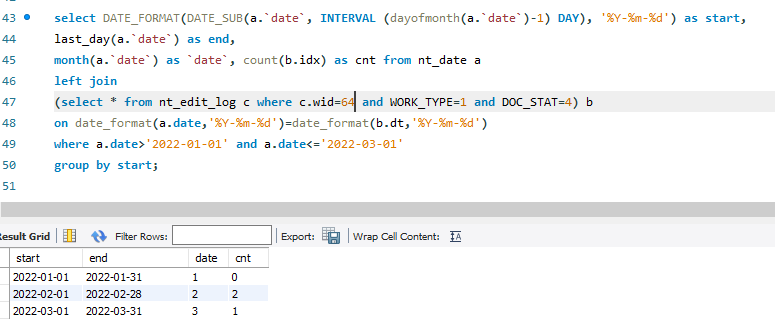 43 select DATE_FORMAT(DATE_SUB(a.`date`, INTERVAL (dayofmonth(a.`date`)-1) DAY), '%Y-%m-%d') as start,
44 last_day(a.`date`) as end,
45 month(a.`date`) as `date`, count(b.idx) as cnt from nt_date a
46 left join
47 (select * from nt_edit_log c where c.wid=64 and WORK_TYPE=1 and DOC_STAT=4) b
48 on date_format(a.date,'%Y-%m-%d')=date_format(b.dt,'%Y-%m-%d')
49 where a.date>'2022-01-01' and a.date<='2022-03-01'
50 group by start;
51
Result Grid Filter Rows: Export: Wrap Cell Content: IA
start end date cnt
2022-01-01 2022-01-31 1 0
2022-02-01 2022-02-28 2 2
2022-03-01 2022-03-31 3 1